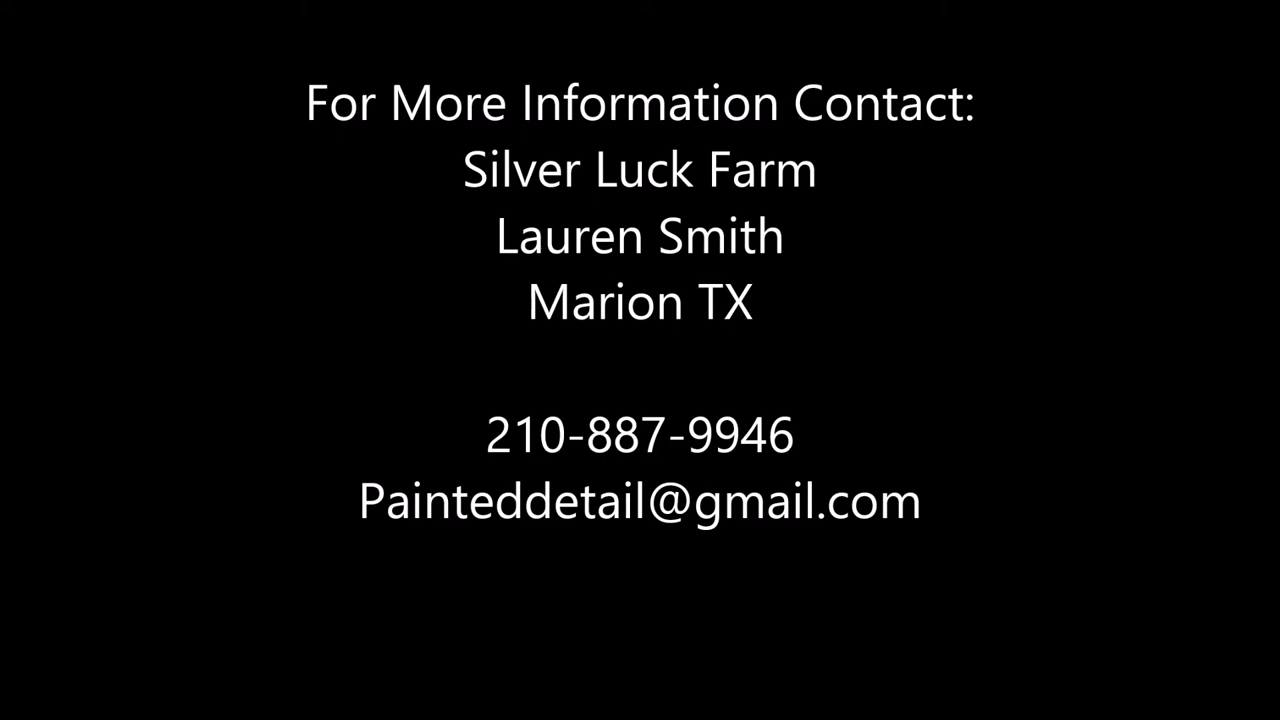 For More Information Contact:
Silver Luck Farm
Lauren Smith
Marion TX
210-887-9946
Painteddetail@gmail.com